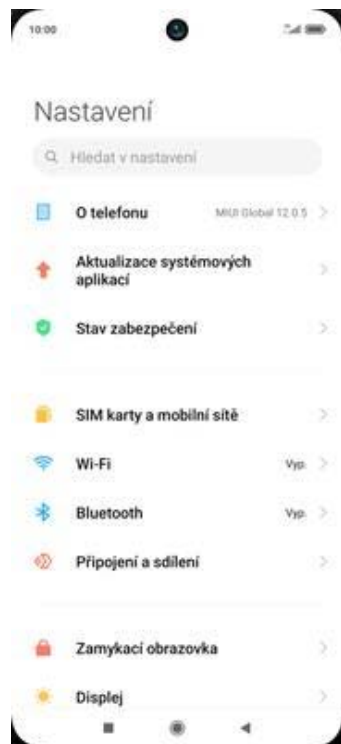 10:00
Nastavení
Hledat v nastavení
O telefonu MIUI Global 12.0.5
Aktualizace systémových
aplikací
Stav zabezpečení
SIM karty a mobilní sítě
Wi-Fi Vyp.
Bluetooth Vyp.
Připojení a sdílení
Zamykací obrazovka
Displej